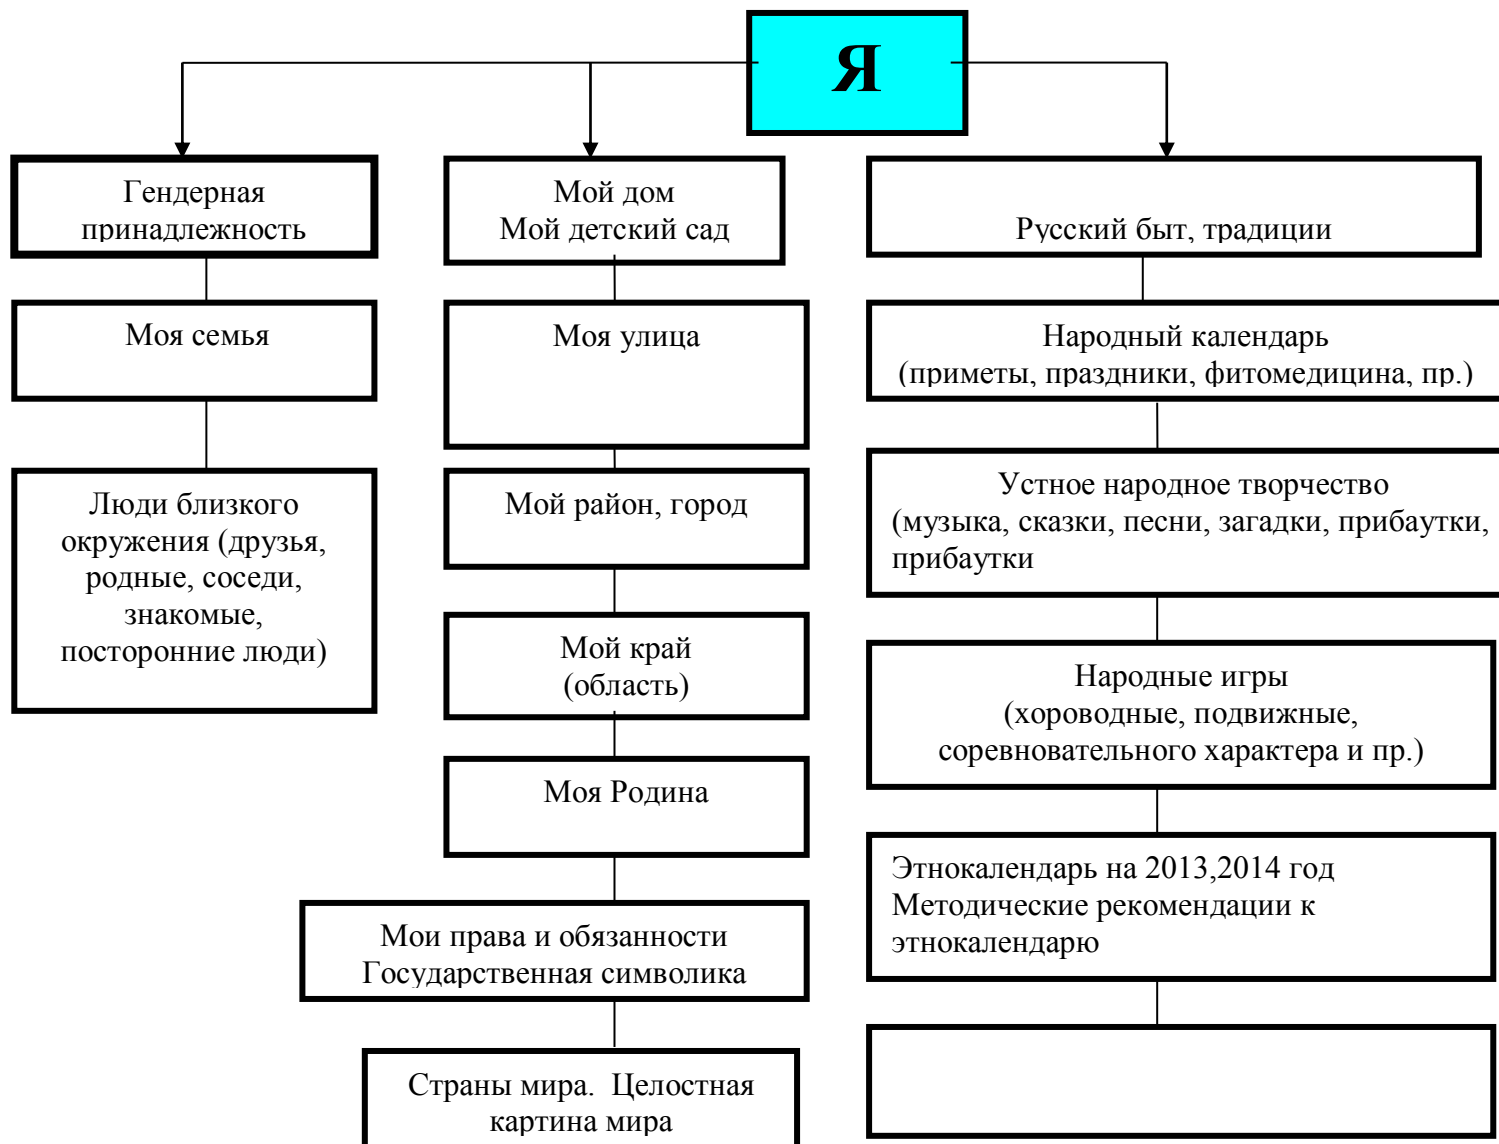 Я
Гендерная
принадлежность
Моя семья
Люди близкого
окружения (друзья,
родные, соседи,
знакомые,
посторонние люди)
Мой дом
Мой детский сад
Моя улица
Мой район, город
Мой край
(область)
Моя Родина
Мои права и обязанности
Государственная символика
Страны мира.  Целостная
картина мира
Русский быт, традиции
Народный календарь
(приметы, праздники, фитомедицина, пр.)
Устное народное творчество
(музыка, сказки, песни, загадки, прибаутки,
прибаутки
Народные игры
(хороводные, подвижные,
соревновательного характера и пр.)
Этнокалендарь на 2013,2014 год
Методические рекомендации к
этнокалендарю